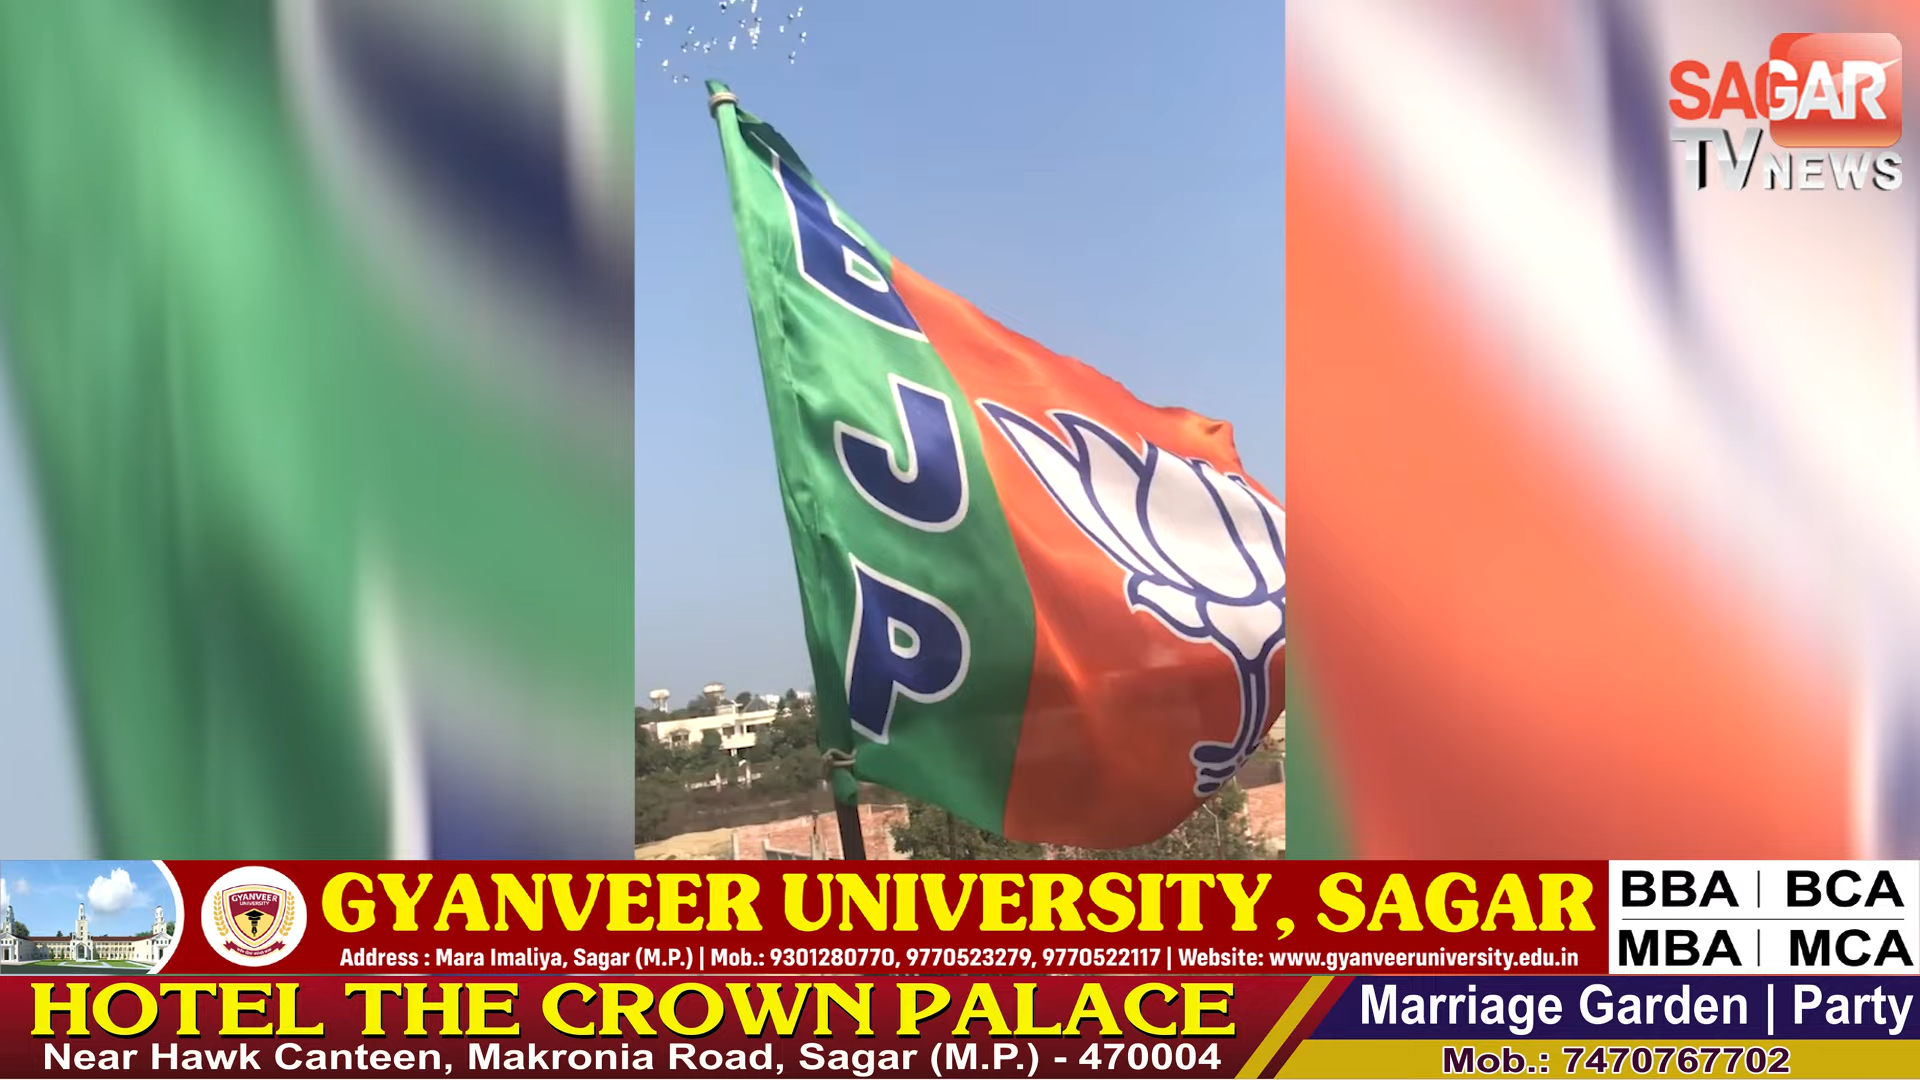 SAGAR
TV NEWS
B
J
P
GYANVEER UNIVERSITY
GYANVEER UNIVERSITY, SAGAR
Address : Mara Imaliya, Sagar (M.P.) | Mob.: 9301280770, 9770523279, 9770522117 | Website: www.gyanveeruniversity.edu.in
BBA | BCA
MBA | MCA
HOTEL THE CROWN PALACE
Near Hawk Canteen, Makronia Road, Sagar (M.P.) - 470004
Marriage Garden | Party
Mob.: 7470767702